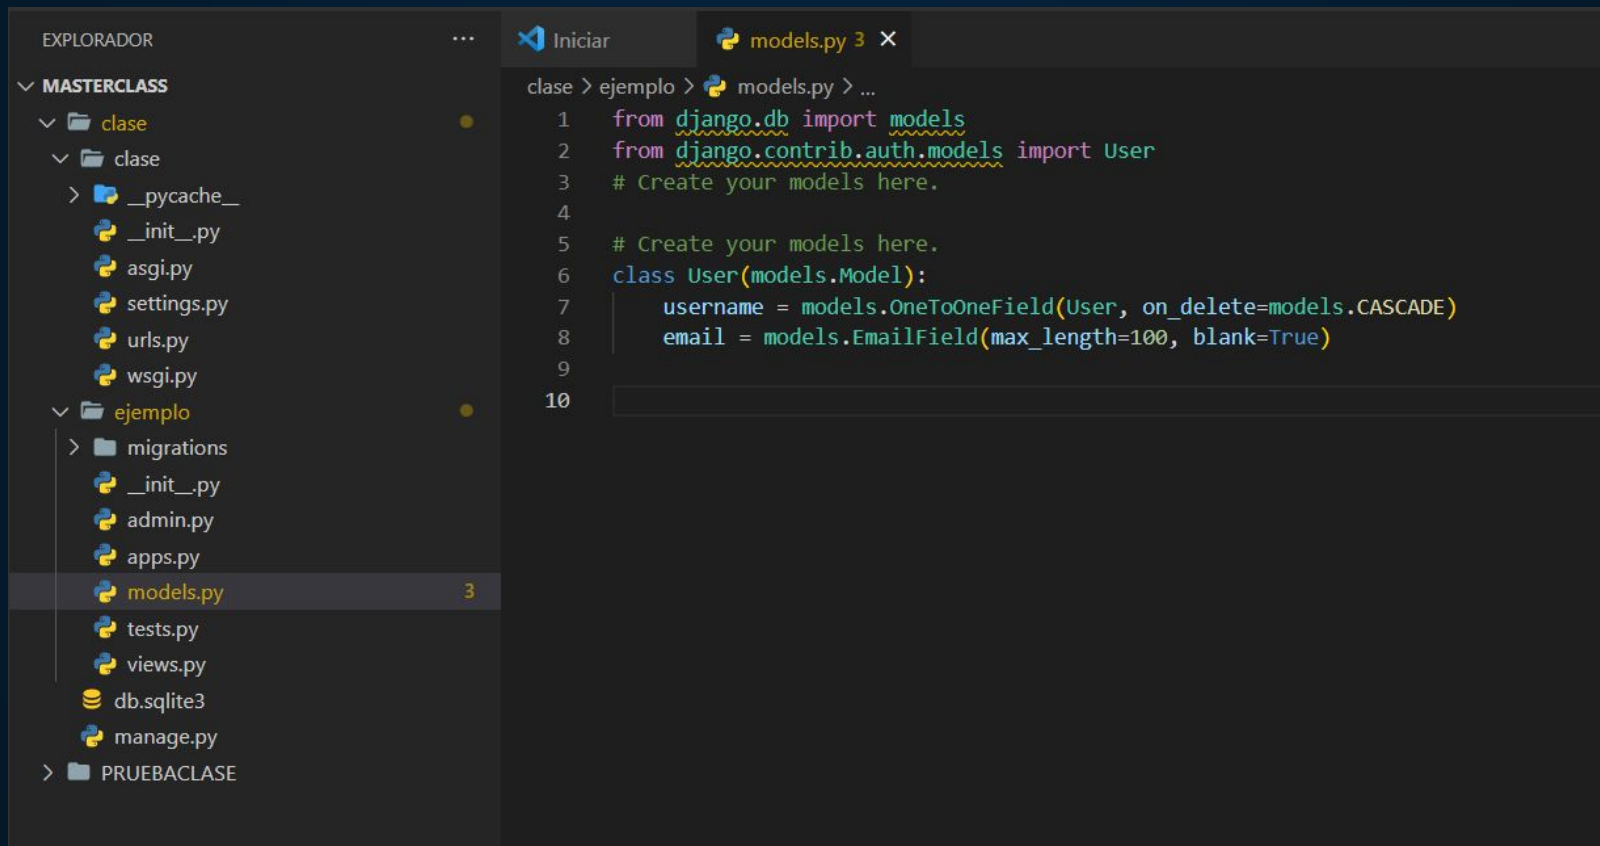 EXPLORADOR ...
MASTERCLASS
clase
clase
__pycache__
__init__.py
asgi.py
settings.py
urls.py
wsgi.py
ejemplo
migrations
__init__.py
admin.py
apps.py
models.py 3
tests.py
views.py
db.sqlite3
manage.py
PRUEBACLASE
Iniciar
models.py 3
clase > ejemplo > models.py > ...
1 from django.db import models
2 from django.contrib.auth.models import User
3 # Create your models here.
4
5 # Create your models here.
6 class User(models.Model):
7     username = models.OneToOneField(User, on_delete=models.CASCADE)
8     email = models.EmailField(max_length=100, blank=True)
9
10